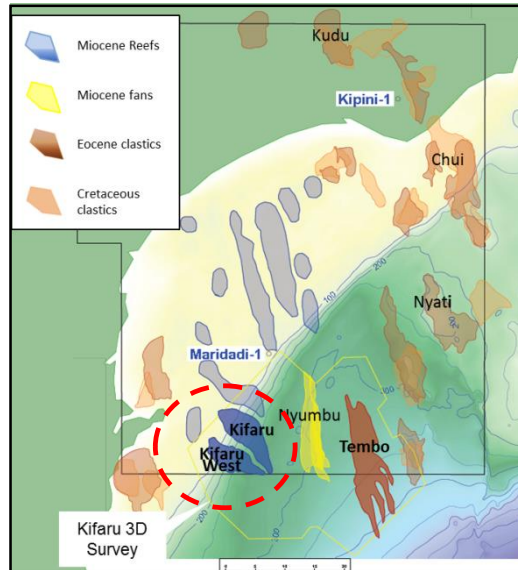 Miocene Reefs
Miocene fans
Eocene clastics
Cretaceous
clastics
Kudu
Kipini-1
Chui
200
100
Nyati
Maridadi-1
Nyumbu
Kifaru
Tembo
Kifaru
West
200
Kifaru 3D
Survey